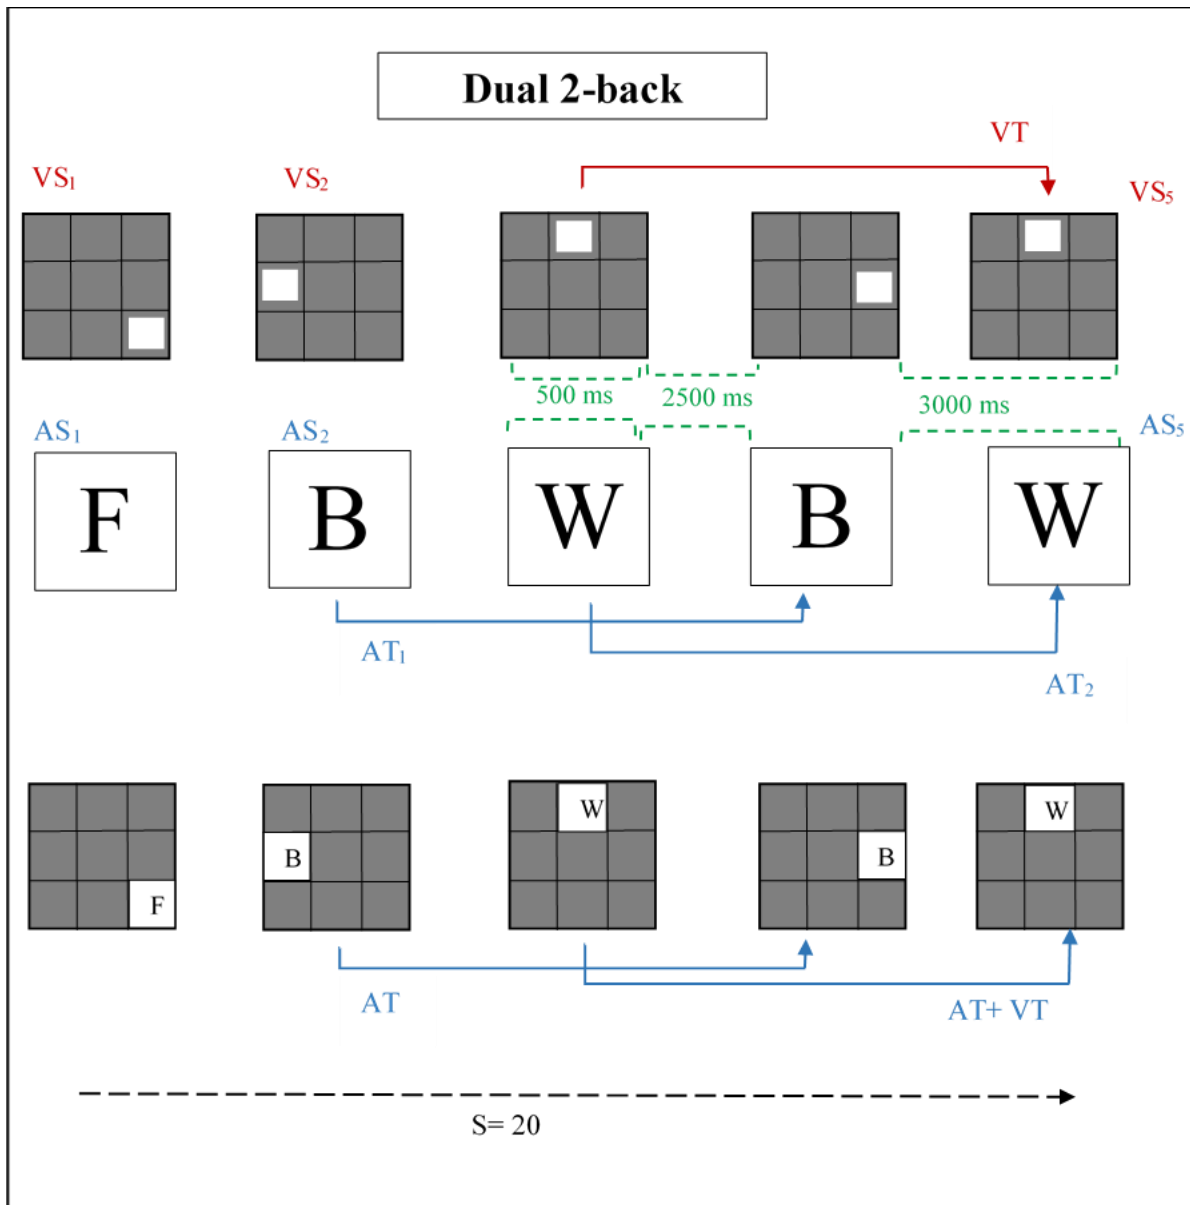 Dual 2-back
VT
VS₁ VS₂ VS₅
500 ms 2500 ms 3000 ms
AS₁ AS₂ AS₅
F B W B W
AT₁ AT₂
F B W B W
AT AT+ VT
S= 20